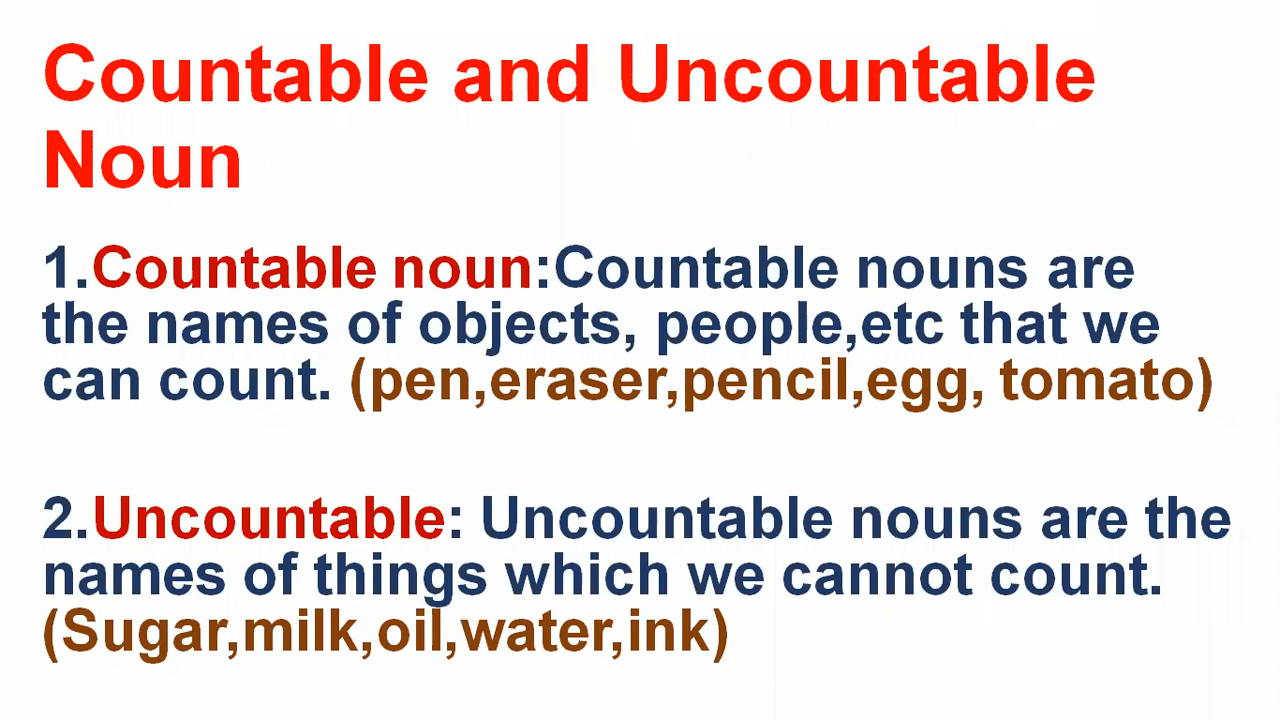 Countable and Uncountable
Noun
1.Countable noun:Countable nouns are
the names of objects, people,etc that we
can count. (pen,eraser,pencil,egg, tomato)
2.Uncountable: Uncountable nouns are the
names of things which we cannot count.
(Sugar,milk,oil,water,ink)